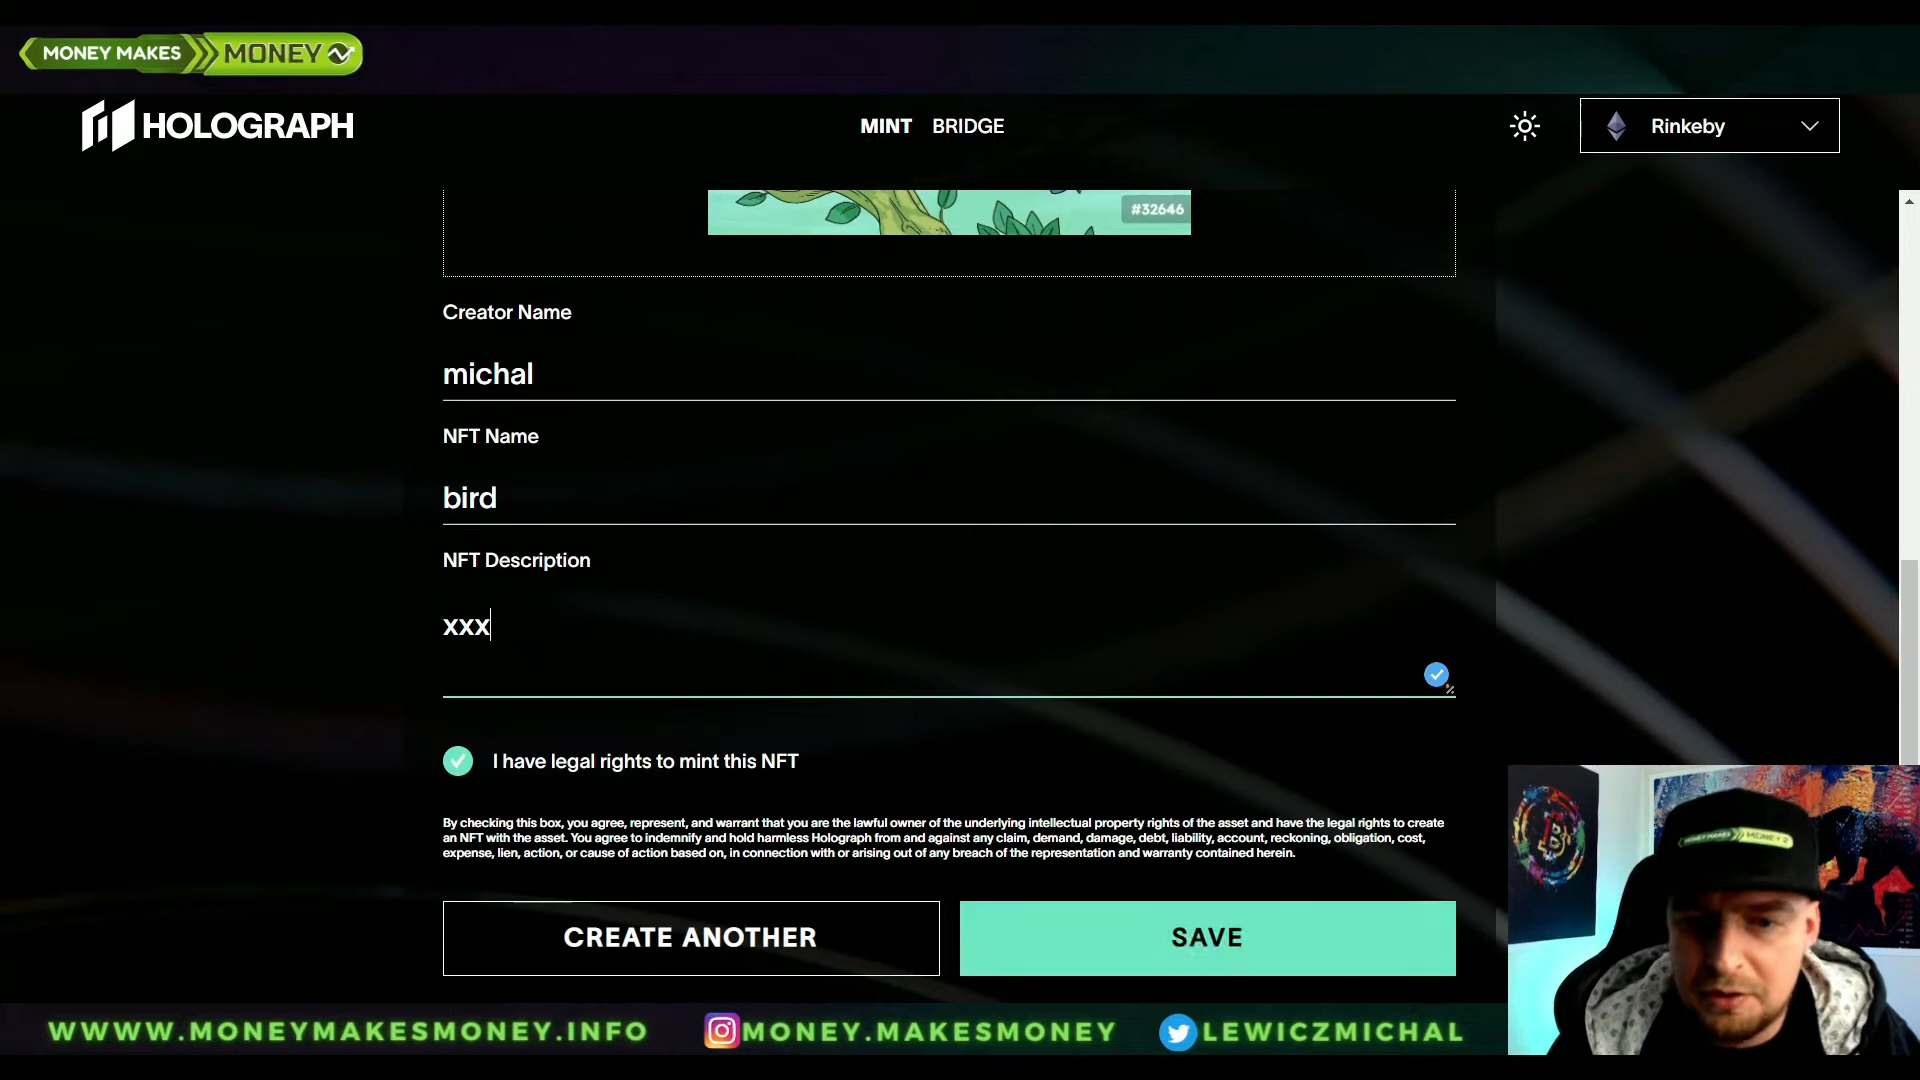 MONEY MAKES MONEY
HOLOGRAPH
MINT BRIDGE
Rinkeby
#32646
Creator Name
michal
NFT Name
bird
NFT Description
xxx
I have legal rights to mint this NFT
By checking this box, you agree, represent, and warrant that you are the lawful owner of the underlying intellectual property rights of the asset and have the legal rights to create
an NFT with the asset. You agree to indemnify and hold harmless Holograph from and against any claim, demand, damage, debt, liability, account, reckoning, obligation, cost,
expense, lien, action, or cause of action based on, in connection with or arising out of any breach of the representation and warranty contained herein.
CREATE ANOTHER
SAVE
MONEY MAKES MONEY
WWWW.MONEYMAKESMONEY.INFO
MONEY.MAKESMONEY
LEWICZMICHAL